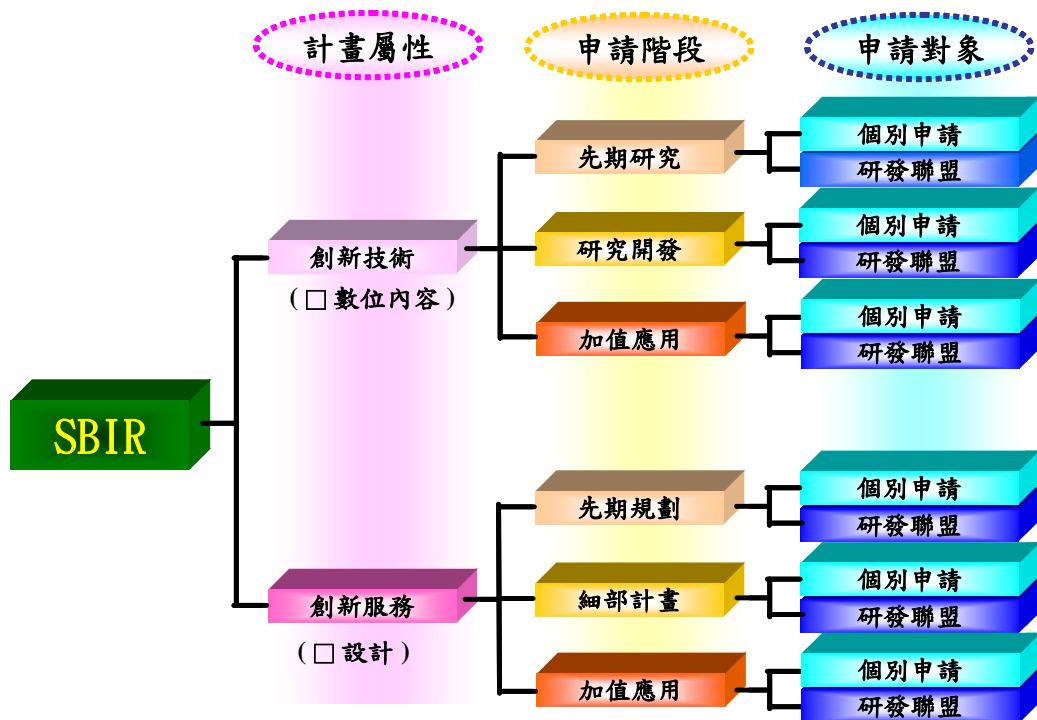 計畫屬性
申請階段
申請對象
SBIR
創新技術
(□數位內容)
先期研究
個別申請
研發聯盟
研究開發
個別申請
研發聯盟
加值應用
個別申請
研發聯盟
創新服務
(□設計)
先期規劃
個別申請
研發聯盟
細部計畫
個別申請
研發聯盟
加值應用
個別申請
研發聯盟